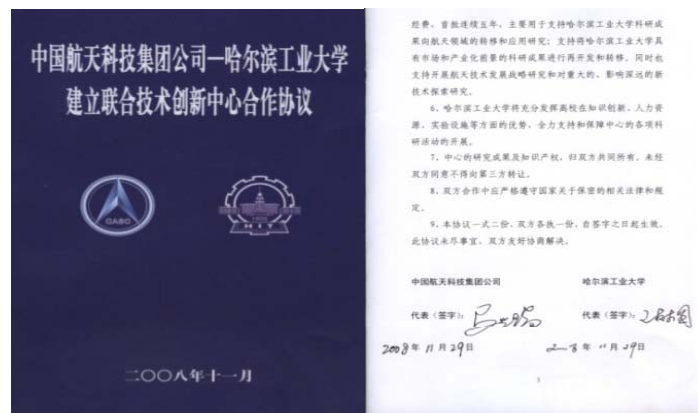 中国航天科技集团公司—哈尔滨工业大学
建立联合技术创新中心合作协议
CASC
HIT
二〇〇八年十一月
经费。首批连续五年，主要用于支持哈尔滨工业大学科研成
果向航天领域的转移和应用研究；支持将哈尔滨工业大学具
有市场和产业化前景的科研成果进行再开发和转移。同时也
支持开展航天技术发展战略研究和对重大的、影响深远的新
技术探索研究。
6、哈尔滨工业大学将充分发挥高校在知识创新、人力资
源、实验设施等方面的优势，全力支持和保障中心的各项科
研活动的开展。
7、中心的研究成果及知识产权，归双方共同所有，未经
双方同意不得向第三方转让。
8、双方合作中应严格遵守国家关于保密的相关法律和规
定。
9、本协议一式二份，双方各执一份，自签字之日起生效。
此协议未尽事宜，双方友好协商解决。
中国航天科技集团公司 哈尔滨工业大学
代表（签字）： 代表（签字）：
2008年 11月29日 年 11月29日